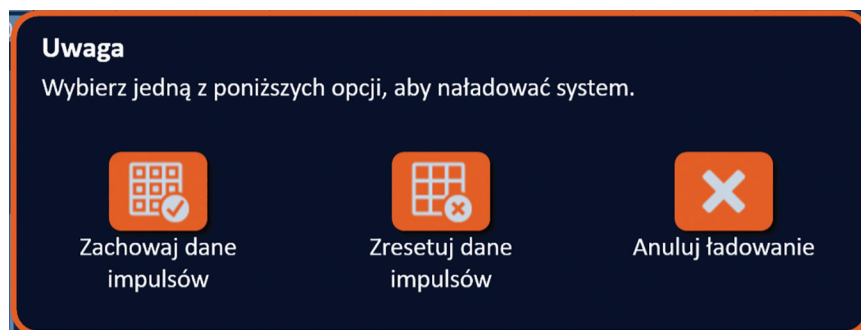 Uwaga
Wybierz jedną z poniższych opcji, aby naładować system.
Zachowaj dane
impulsów
Zresetuj dane
impulsów
Anuluj ładowanie